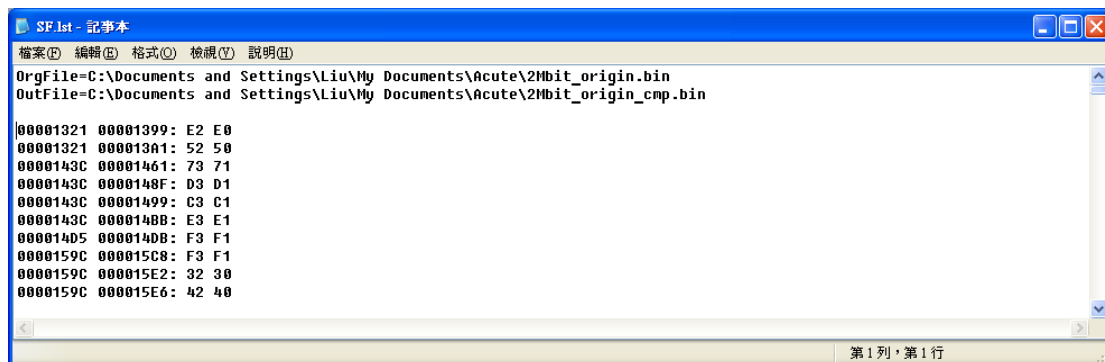 SF.lst - 記事本
檔案(F) 編輯(E) 格式(O) 檢視(V) 說明(H)
OrgFile=C:\Documents and Settings\Liu\My Documents\Acute\2Mbit_origin.bin
OutFile=C:\Documents and Settings\Liu\My Documents\Acute\2Mbit_origin_cmp.bin
00001321 00001399: E2 E0
00001321 000013A1: 52 50
0000143C 00001461: 73 71
0000143C 0000148F: D3 D1
0000143C 00001499: C3 C1
0000143C 000014BB: E3 E1
000014D5 000014DB: F3 F1
0000159C 000015C8: F3 F1
0000159C 000015E2: 32 30
0000159C 000015E6: 42 40
第 1 列，第 1 行